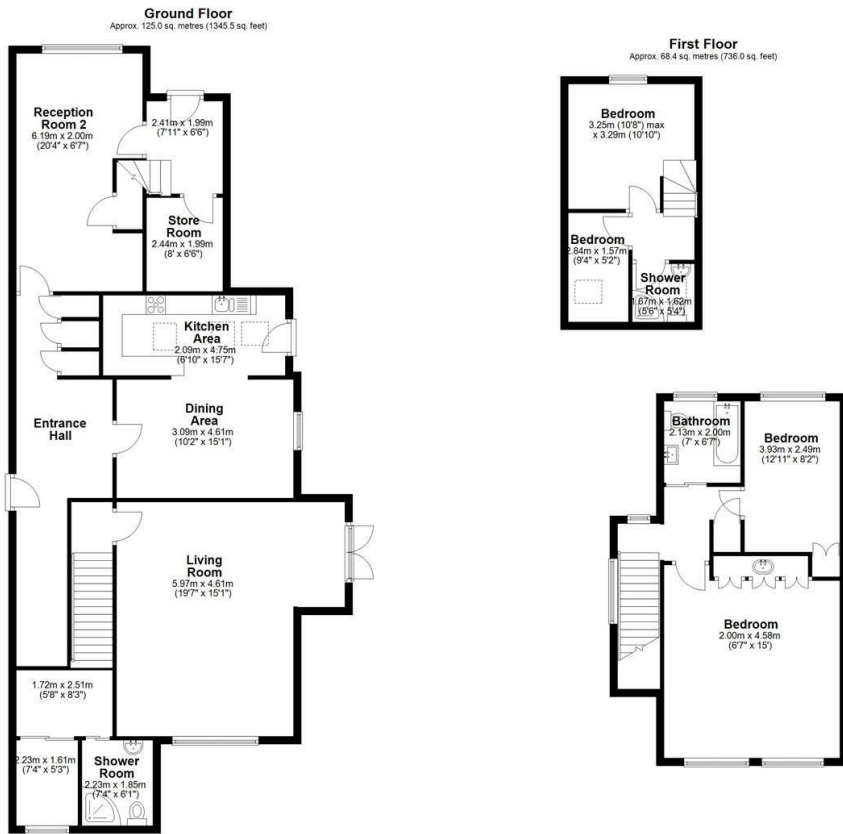 Ground Floor
Approx. 125.0 sq. metres (1345.5 sq. feet)
Reception
Room 2
6.19m x 2.00m
(20'4" x 6'7")
2.41m x 1.99m
(7'11" x 6'6")
Store
Room
2.44m x 1.99m
(8' x 6'6")
Kitchen
Area
2.09m x 4.75m
(6'10" x 15'7")
Entrance
Hall
Dining
Area
3.09m x 4.61m
(10'2" x 15'1")
Living
Room
5.97m x 4.61m
(19'7" x 15'1")
1.72m x 2.51m
(5'8" x 8'3")
2.23m x 1.61m
(7'4" x 5'3")
Shower
Room
2.23m x 1.85m
(7'4" x 6'1")
First Floor
Approx. 68.4 sq. metres (736.0 sq. feet)
Bedroom
3.25m (10'8") max
x 3.29m (10'10")
Bedroom
2.84m x 1.57m
(9'4" x 5'2")
Shower
Room
1.67m x 1.62m
(5'6" x 5'4")
Bathroom
2.13m x 2.00m
(7' x 6'7")
Bedroom
3.93m x 2.49m
(12'11" x 8'2")
Bedroom
2.00m x 4.58m
(6'7" x 15')